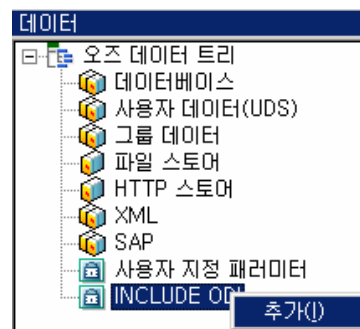 데이터
오즈 데이터 트리
데이터베이스
사용자 데이터(UDS)
그룹 데이터
파일 스토어
HTTP 스토어
XML
SAP
사용자 지정 패러미터
INCLUDE OD
추가(I)